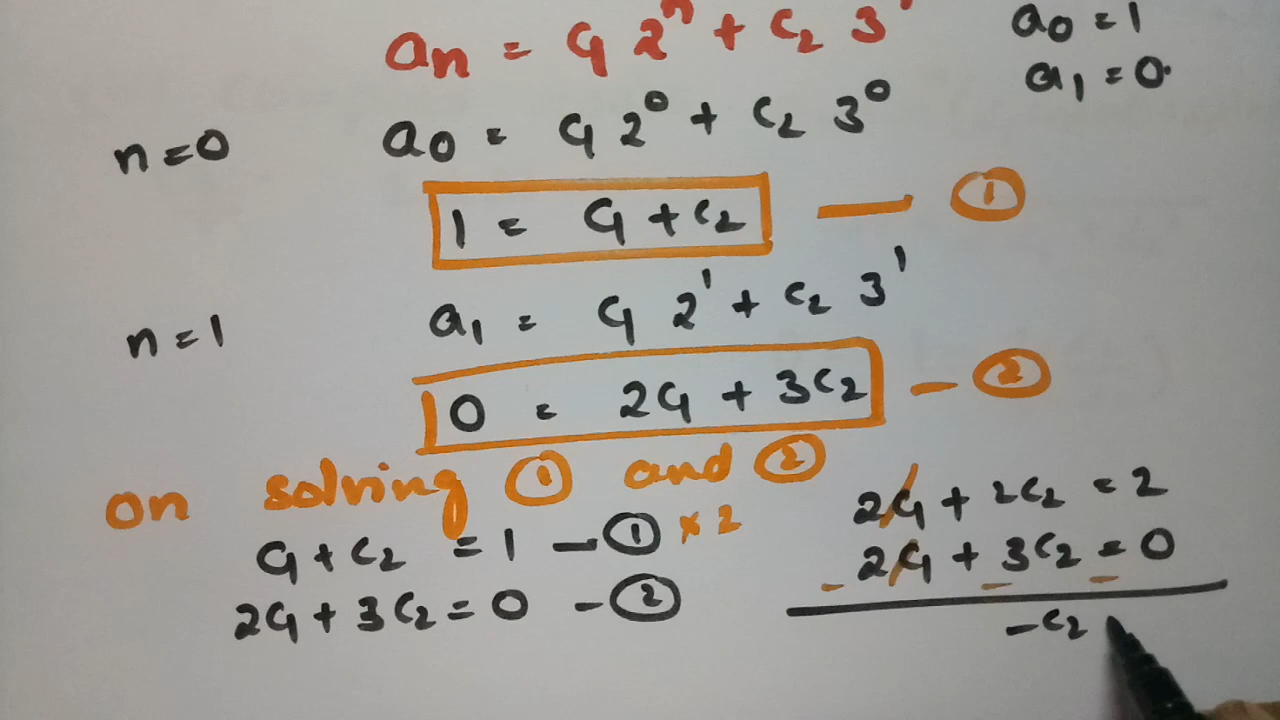 an = C1 2^n + C2 3
a0 = 1
a1 = 0.
n=0 a0 = C1 2^0 + C2 3^0
1 = C1 + C2 — ①
n=1 a1 = C1 2^1 + C2 3^1
0 = 2C1 + 3C2 — ②
on solving ① and ②
C1 + C2 = 1 — ① × 2
2C1 + 3C2 = 0 — ②
2C1 + 2C2 = 2
2C1 + 3C2 = 0
- - -
-C2